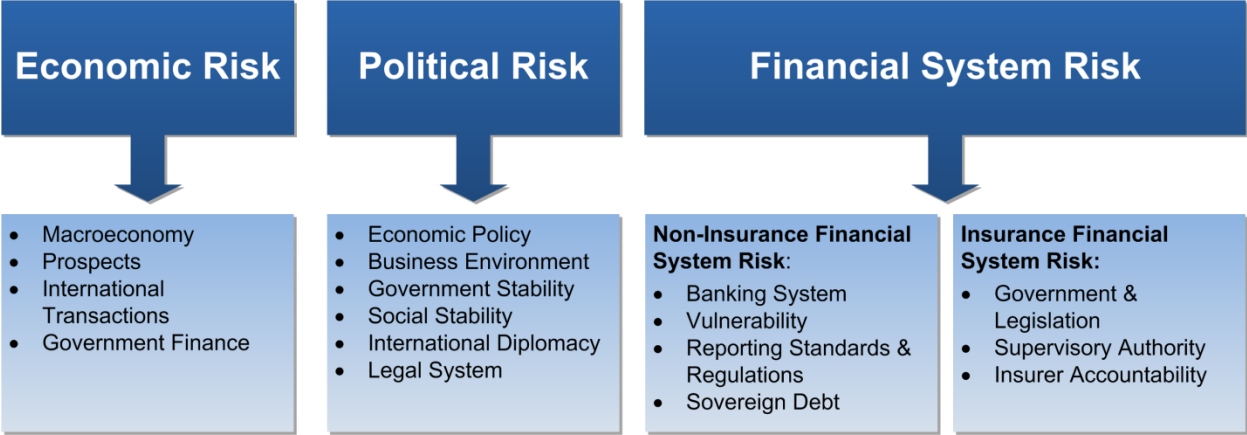 Economic Risk
• Macroeconomy
• Prospects
• International
Transactions
• Government Finance
Political Risk
• Economic Policy
• Business Environment
• Government Stability
• Social Stability
• International Diplomacy
• Legal System
Financial System Risk
Non-Insurance Financial
System Risk:
• Banking System
• Vulnerability
• Reporting Standards &
Regulations
• Sovereign Debt
Insurance Financial
System Risk:
• Government &
Legislation
• Supervisory Authority
• Insurer Accountability